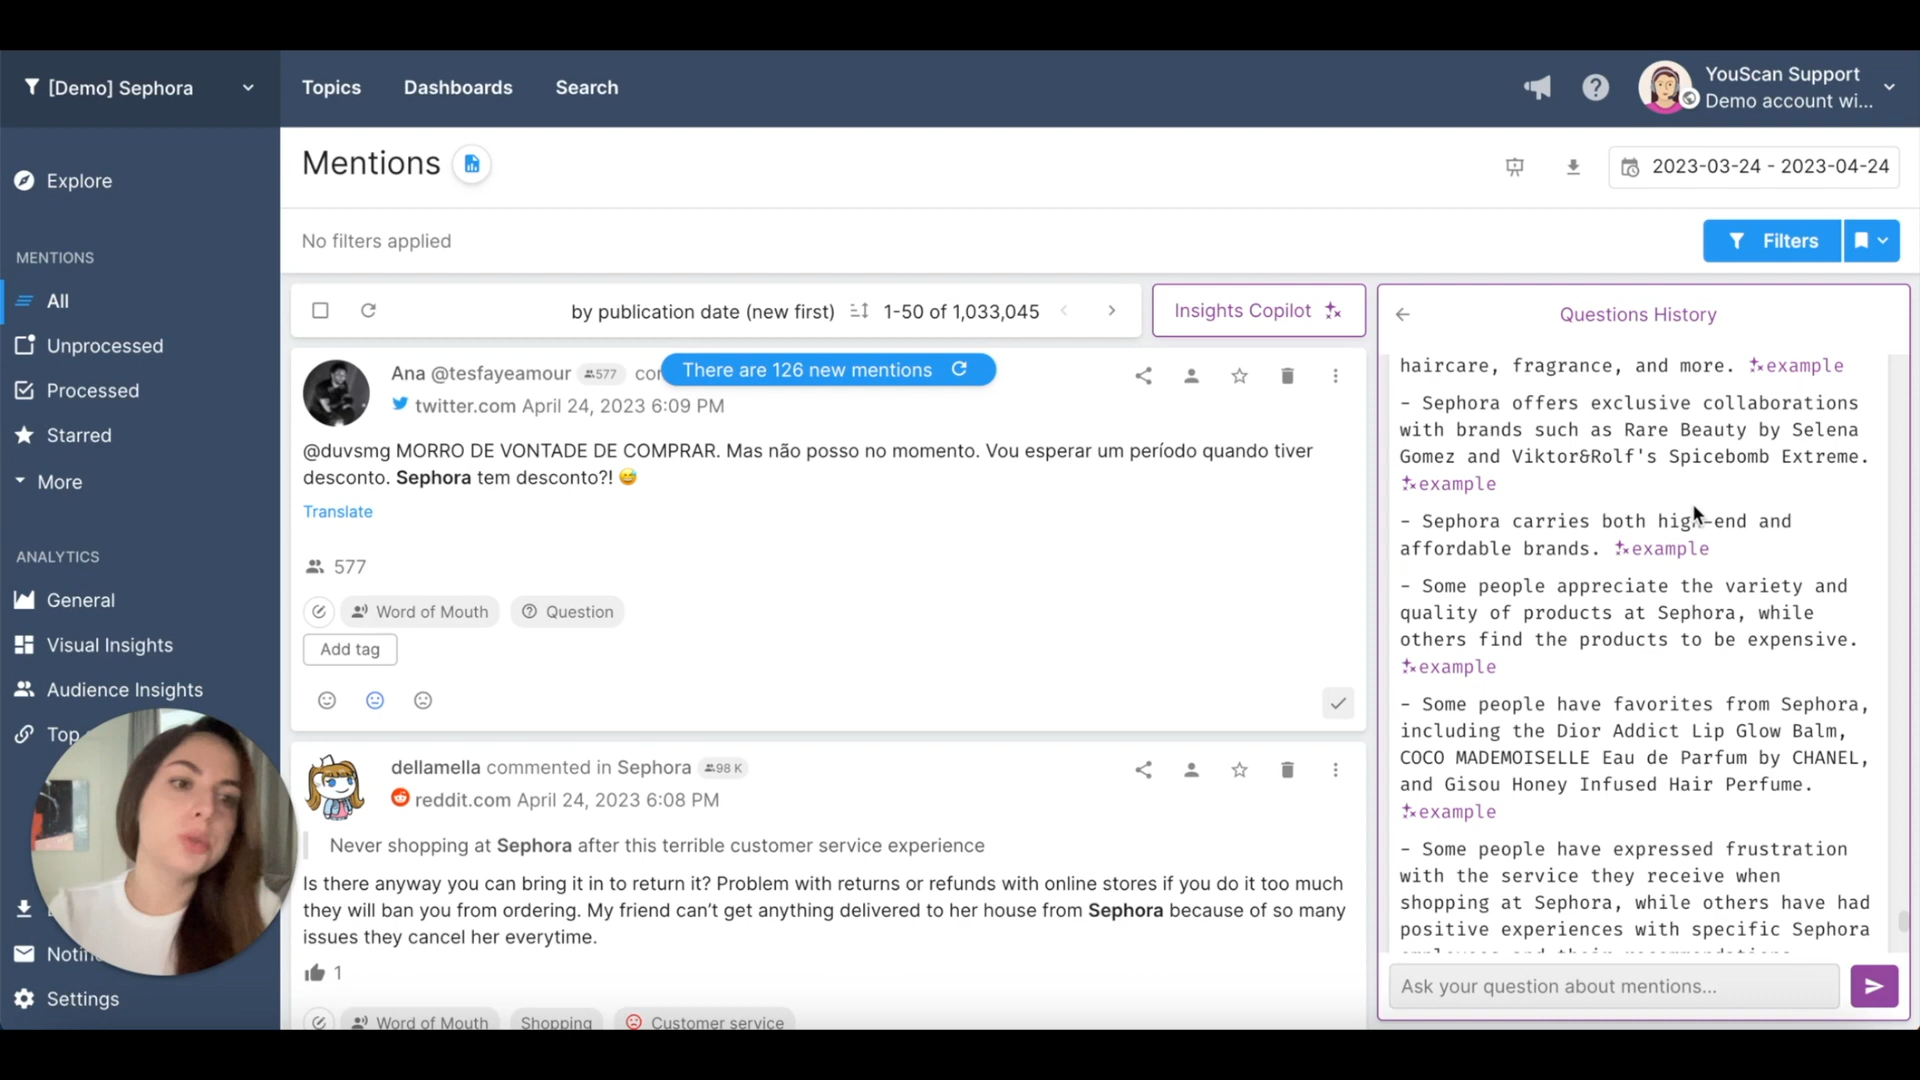 [Demo] Sephora
Topics
Dashboards
Search
YouScan Support
Demo account wi...
Explore
MENTIONS
All
Unprocessed
Processed
Starred
More
ANALYTICS
General
Visual Insights
Audience Insights
Top
Settings
Mentions
2023-03-24 - 2023-04-24
No filters applied
Filters
by publication date (new first)
1-50 of 1,033,045
Insights Copilot
There are 126 new mentions
Ana @tesfayeamour 577
twitter.com April 24, 2023 6:09 PM
@duvsmg MORRO DE VONTADE DE COMPRAR. Mas não posso no momento. Vou esperar um período quando tiver
desconto. Sephora tem desconto?! 😅
Translate
577
Word of Mouth
Question
Add tag
dellamella commented in Sephora 98 K
reddit.com April 24, 2023 6:08 PM
Never shopping at Sephora after this terrible customer service experience
Is there anyway you can bring it in to return it? Problem with returns or refunds with online stores if you do it too much
they will ban you from ordering. My friend can't get anything delivered to her house from Sephora because of so many
issues they cancel her everytime.
1
Word of Mouth
Shopping
Customer service
Questions History
haircare, fragrance, and more. example
- Sephora offers exclusive collaborations
with brands such as Rare Beauty by Selena
Gomez and Viktor&Rolf's Spicebomb Extreme.
example
- Sephora carries both high-end and
affordable brands. example
- Some people appreciate the variety and
quality of products at Sephora, while
others find the products to be expensive.
example
- Some people have favorites from Sephora,
including the Dior Addict Lip Glow Balm,
COCO MADEMOISELLE Eau de Parfum by CHANEL,
and Gisou Honey Infused Hair Perfume.
example
- Some people have expressed frustration
with the service they receive when
shopping at Sephora, while others have had
positive experiences with specific Sephora
Ask your question about mentions...